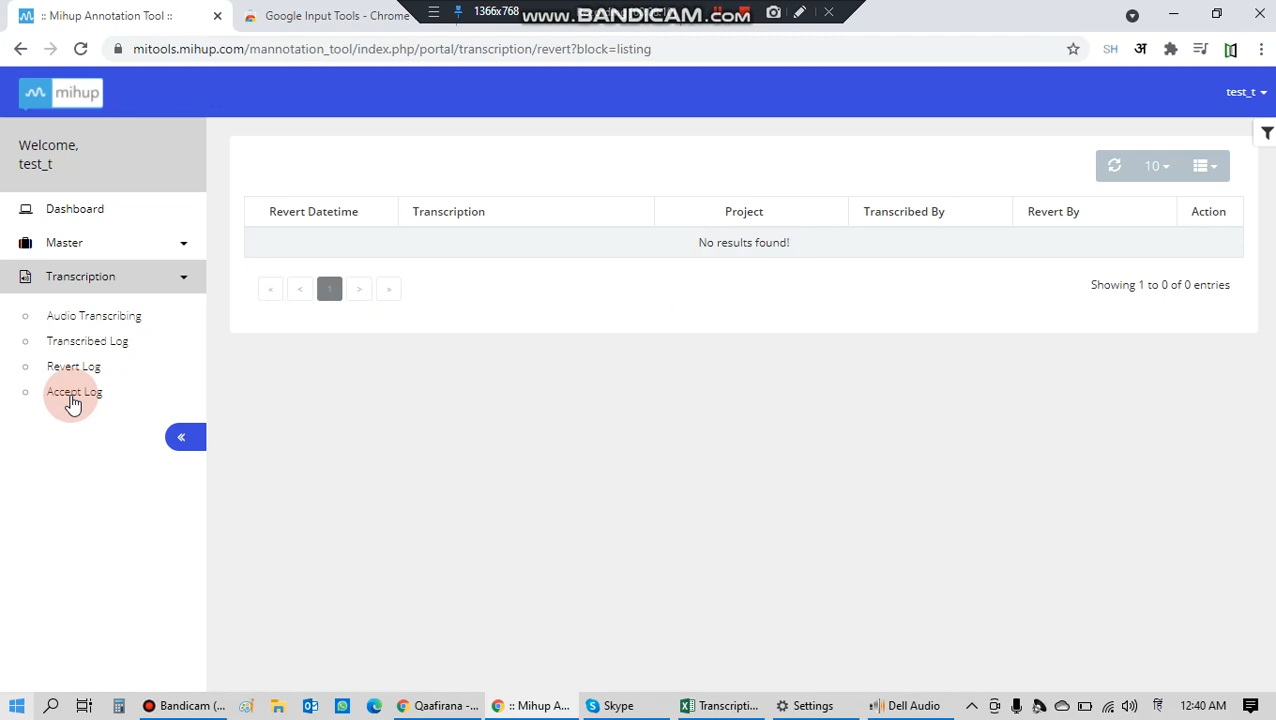 :: Mihup Annotation Tool ::
Google Input Tools - Chrome
1366x768
www.BANDICAM.com
mitools.mihup.com/mannotation_tool/index.php/portal/transcription/revert?block=listing
SH
अ
mihup
test_t
Welcome,
test_t
10
Dashboard
Revert Datetime Transcription Project Transcribed By Revert By Action
Master
No results found!
Transcription
« < 1 > »
Showing 1 to 0 of 0 entries
Audio Transcribing
Transcribed Log
Revert Log
Accept Log
«
Bandicam (...
Qaafirana -...
:: Mihup A...
Skype
Transcripti...
Settings
Dell Audio
12:40 AM